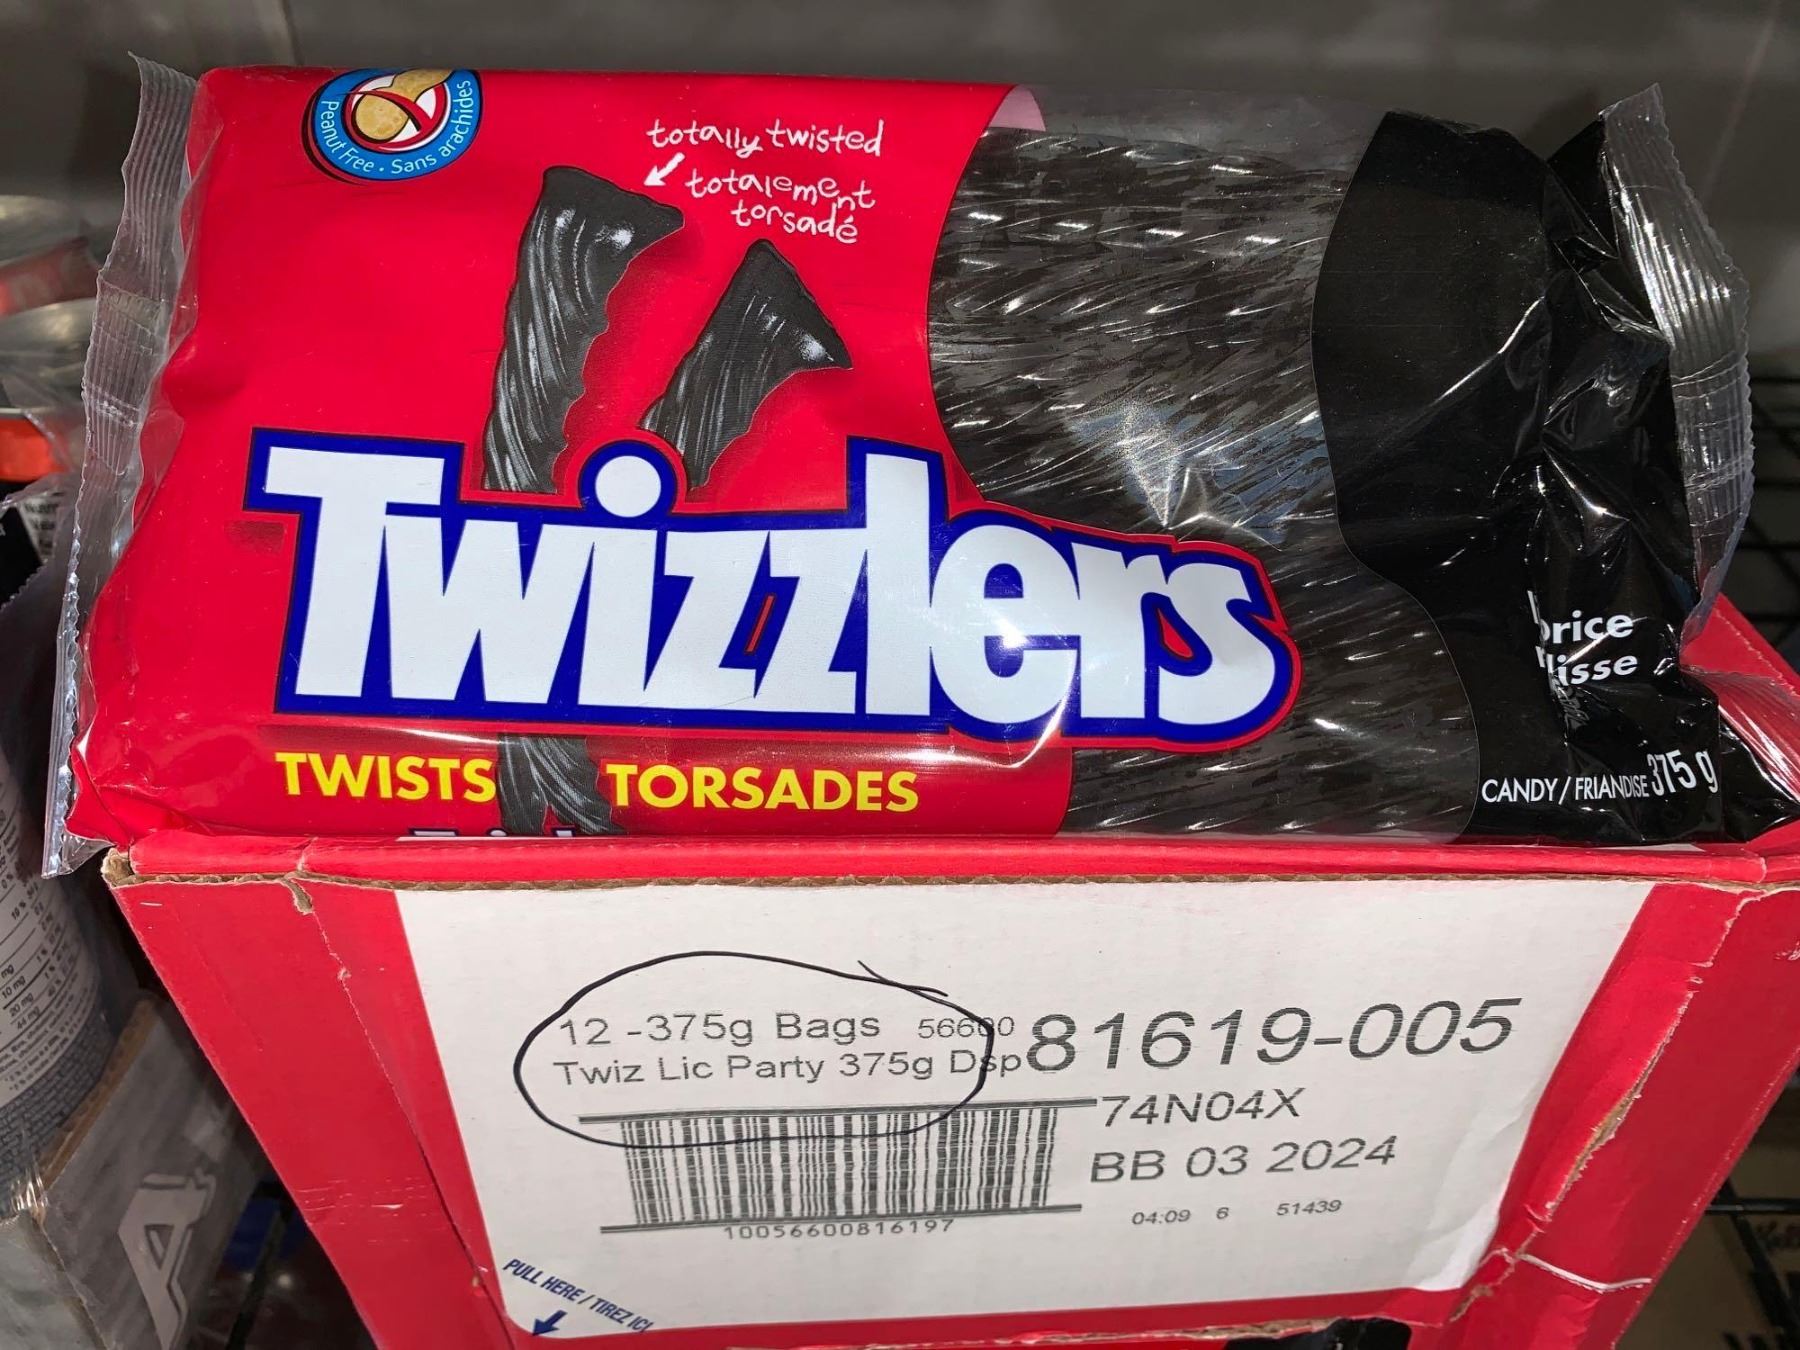 Peanut Free • Sans arachides
totally twisted
totalement
torsadé
Twizzlers
TWISTS TORSADES
CANDY / FRIANDISE 375 g
12 -375g Bags 56600
Twiz Lic Party 375g Dsp
81619-005
74N04X
BB 03 2024
04:09 6 51439
10056600816197
PULL HERE / TIREZ ICI